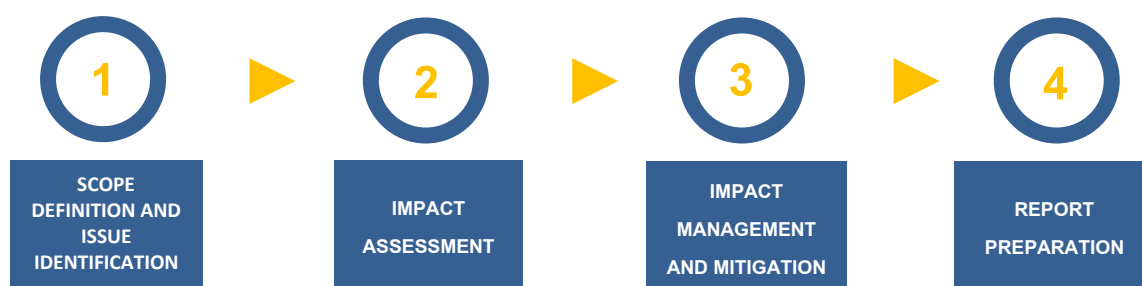 1
2
3
4
SCOPE
DEFINITION AND
ISSUE
IDENTIFICATION
IMPACT
ASSESSMENT
IMPACT
MANAGEMENT
AND MITIGATION
REPORT
PREPARATION